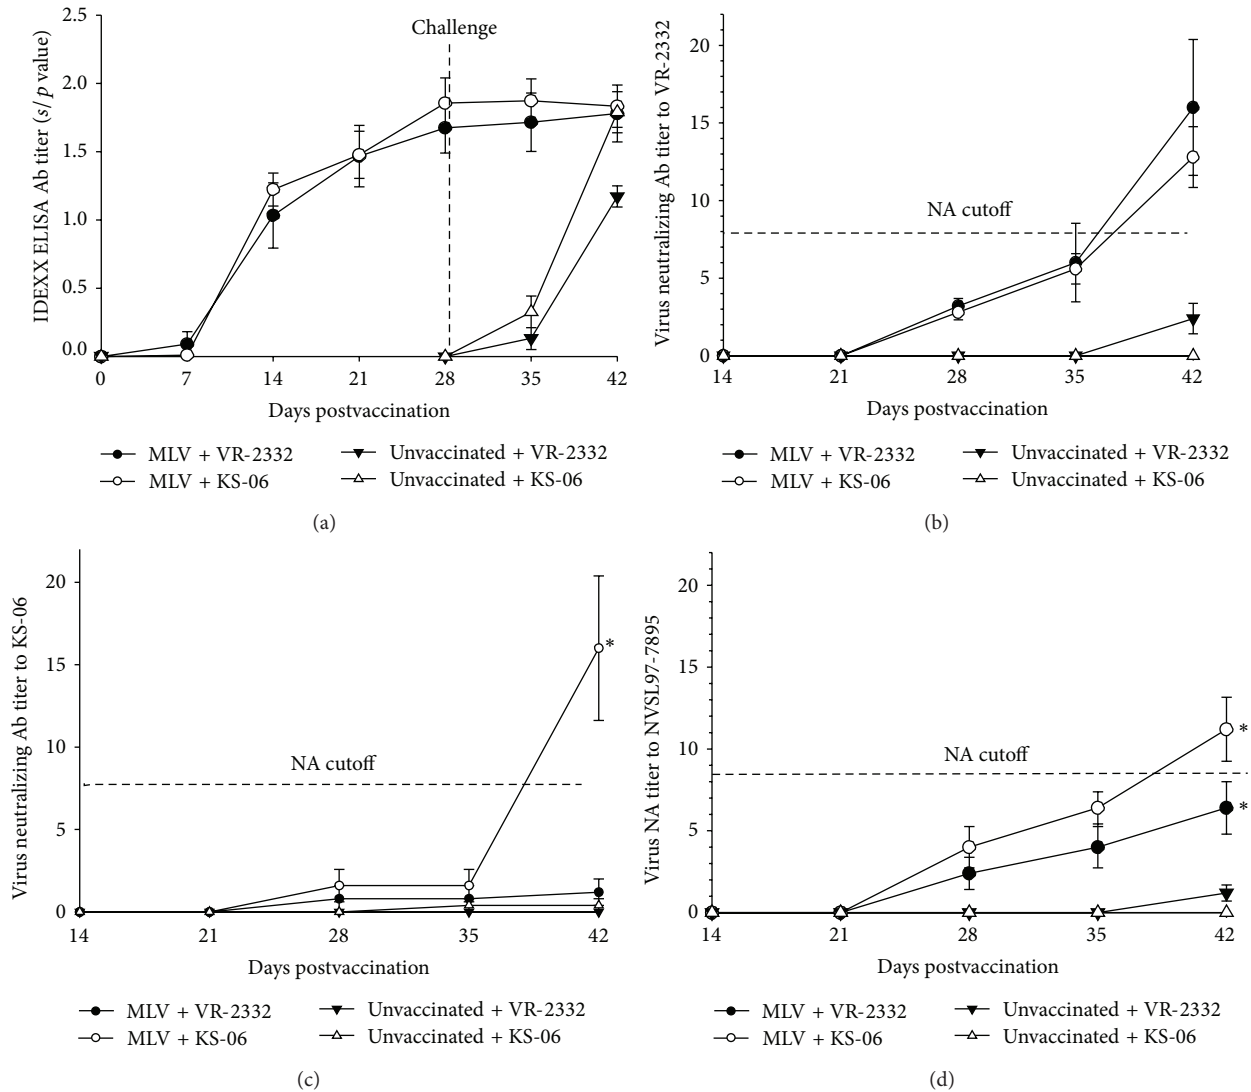 IDEXX ELISA Ab titer (s/p value)
2.5
2.0
1.5
1.0
0.5
0.0
Challenge
0 7 14 21 28 35 42
Days postvaccination
MLV + VR-2332
MLV + KS-06
Unvaccinated + VR-2332
Unvaccinated + KS-06
(a)
Virus neutralizing Ab titer to VR-2332
20
15
10
5
0
NA cutoff
14 21 28 35 42
Days postvaccination
MLV + VR-2332
MLV + KS-06
Unvaccinated + VR-2332
Unvaccinated + KS-06
(b)
Virus neutralizing Ab titer to KS-06
20
15
10
5
0
NA cutoff
*
14 21 28 35 42
Days postvaccination
MLV + VR-2332
MLV + KS-06
Unvaccinated + VR-2332
Unvaccinated + KS-06
(c)
Virus NA titer to NVSL97-7895
20
15
10
5
0
NA cutoff
*
*
14 21 28 35 42
Days postvaccination
MLV + VR-2332
MLV + KS-06
Unvaccinated + VR-2332
Unvaccinated + KS-06
(d)